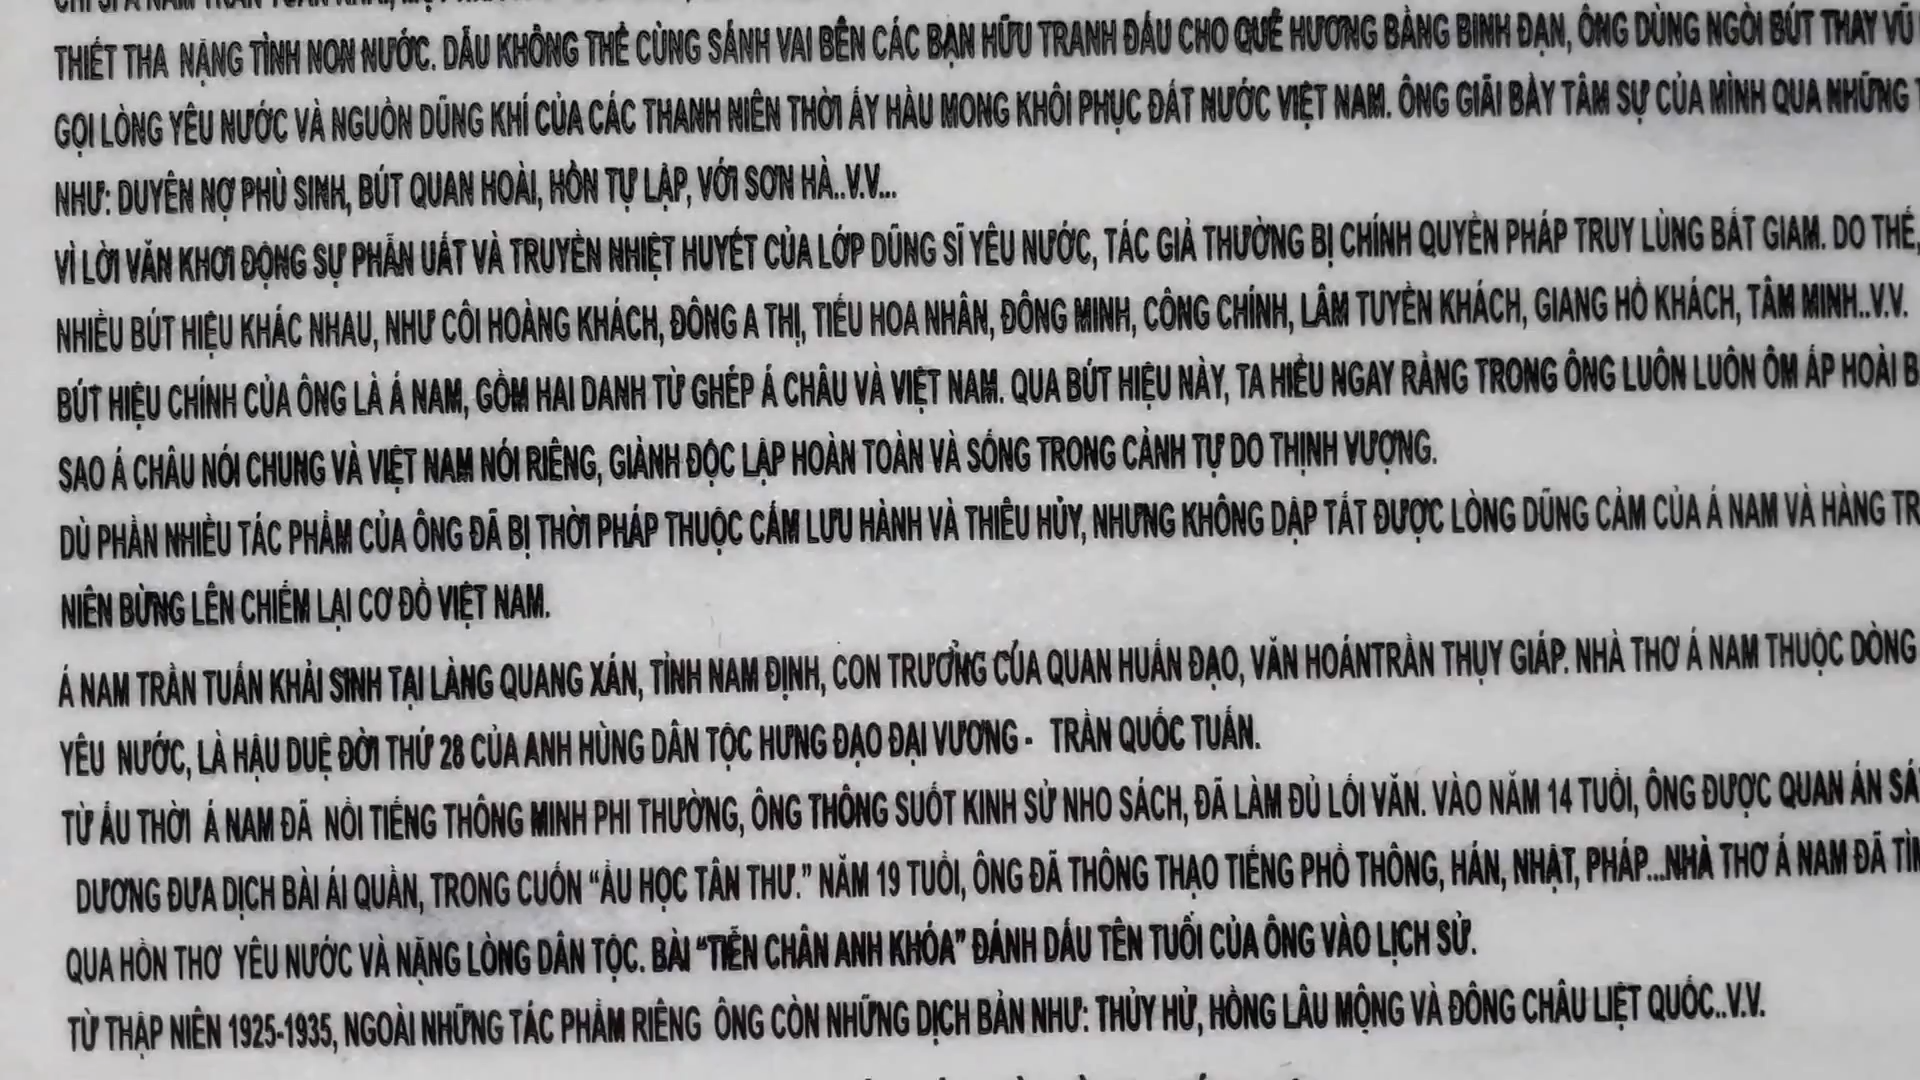 CHÍ SĨ Á NAM TRẦN TUẤN KHẢI,
THIẾT THA NẶNG TÌNH NON NƯỚC. DẪU KHÔNG THỂ CÙNG SÁNH VAI BÊN CÁC BẠN HỮU TRANH ĐẤU CHO QUÊ HƯƠNG BẰNG BINH ĐẠN, ÔNG DÙNG NGÒI BÚT THAY VŨ
GỌI LÒNG YÊU NƯỚC VÀ NGUỒN DŨNG KHÍ CỦA CÁC THANH NIÊN THỜI ẤY HẦU MONG KHÔI PHỤC ĐẤT NƯỚC VIỆT NAM. ÔNG GIÃI BÀY TÂM SỰ CỦA MÌNH QUA NHỮNG
NHƯ: DUYÊN NỢ PHÙ SINH, BÚT QUAN HOÀI, HỒN TỰ LẬP, VỚI SƠN HÀ..V.V...
VÌ LỜI VĂN KHƠI ĐỘNG SỰ PHẪN UẤT VÀ TRUYỀN NHIỆT HUYẾT CỦA LỚP DŨNG SĨ YÊU NƯỚC, TÁC GIẢ THƯỜNG BỊ CHÍNH QUYỀN PHÁP TRUY LÙNG BẮT GIAM. DO THẾ,
NHIỀU BÚT HIỆU KHÁC NHAU, NHƯ CÔI HOÀNG KHÁCH, ĐÔNG A THỊ, TIỂU HOA NHÂN, ĐÔNG MINH, CÔNG CHÍNH, LÂM TUYỀN KHÁCH, GIANG HỒ KHÁCH, TÂM MINH..V.V.
BÚT HIỆU CHÍNH CỦA ÔNG LÀ Á NAM, GỒM HAI DANH TỪ GHÉP Á CHÂU VÀ VIỆT NAM. QUA BÚT HIỆU NÀY, TA HIỂU NGAY RẰNG TRONG ÔNG LUÔN LUÔN ÔM ẤP HOÀI B
SAO Á CHÂU NÓI CHUNG VÀ VIỆT NAM NÓI RIÊNG, GIÀNH ĐỘC LẬP HOÀN TOÀN VÀ SỐNG TRONG CẢNH TỰ DO THỊNH VƯỢNG.
DÙ PHẦN NHIỀU TÁC PHẨM CỦA ÔNG ĐÃ BỊ THỜI PHÁP THUỘC CẤM LƯU HÀNH VÀ THIÊU HỦY, NHƯNG KHÔNG DẬP TẮT ĐƯỢC LÒNG DŨNG CẢM CỦA Á NAM VÀ HÀNG TR
NIÊN BỪNG LÊN CHIẾM LẠI CƠ ĐỒ VIỆT NAM.
Á NAM TRẦN TUẤN KHẢI SINH TẠI LÀNG QUANG XÁN, TỈNH NAM ĐỊNH, CON TRƯỞNG CỦA QUAN HUẤN ĐẠO, VĂN HOÁNTRẦN THỤY GIÁP. NHÀ THƠ Á NAM THUỘC DÒNG
YÊU NƯỚC, LÀ HẬU DUỆ ĐỜI THỨ 28 CỦA ANH HÙNG DÂN TỘC HƯNG ĐẠO ĐẠI VƯƠNG - TRẦN QUỐC TUẤN.
TỪ ẤU THỜI Á NAM ĐÃ NỔI TIẾNG THÔNG MINH PHI THƯỜNG, ÔNG THÔNG SUỐT KINH SỬ NHO SÁCH, ĐÃ LÀM ĐỦ LỐI VĂN. VÀO NĂM 14 TUỔI, ÔNG ĐƯỢC QUAN ÁN SÁ
DƯƠNG ĐƯA DỊCH BÀI ÁI QUẦN, TRONG CUỐN “ẤU HỌC TÂN THƯ.” NĂM 19 TUỔI, ÔNG ĐÃ THÔNG THẠO TIẾNG PHỔ THÔNG, HÁN, NHẬT, PHÁP...NHÀ THƠ Á NAM ĐÃ TÌM
QUA HỒN THƠ YÊU NƯỚC VÀ NẶNG LÒNG DÂN TỘC. BÀI “TIỄN CHÂN ANH KHÓA” ĐÁNH DẤU TÊN TUỔI CỦA ÔNG VÀO LỊCH SỬ.
TỪ THẬP NIÊN 1925-1935, NGOÀI NHỮNG TÁC PHẨM RIÊNG ÔNG CÒN NHỮNG DỊCH BẢN NHƯ: THỦY HỬ, HỒNG LÂU MỘNG VÀ ĐÔNG CHÂU LIỆT QUỐC..V.V.